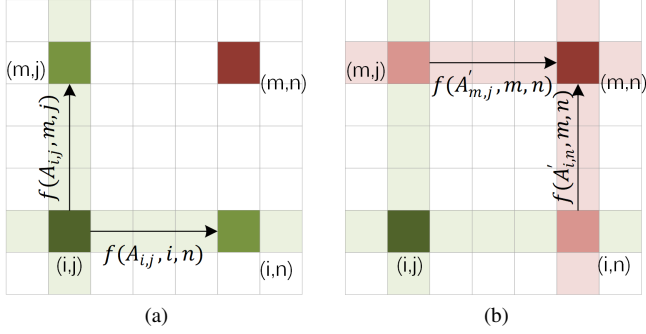 (m,j)
(m,n)
f(A_{i,j}, m, j)
f(A_{i,j}, i, n)
(i,j)
(i,n)
(a)
(m,j)
(m,n)
f(A'_{m,j}, m, n)
f(A'_{i,n}, m, n)
(i,j)
(i,n)
(b)